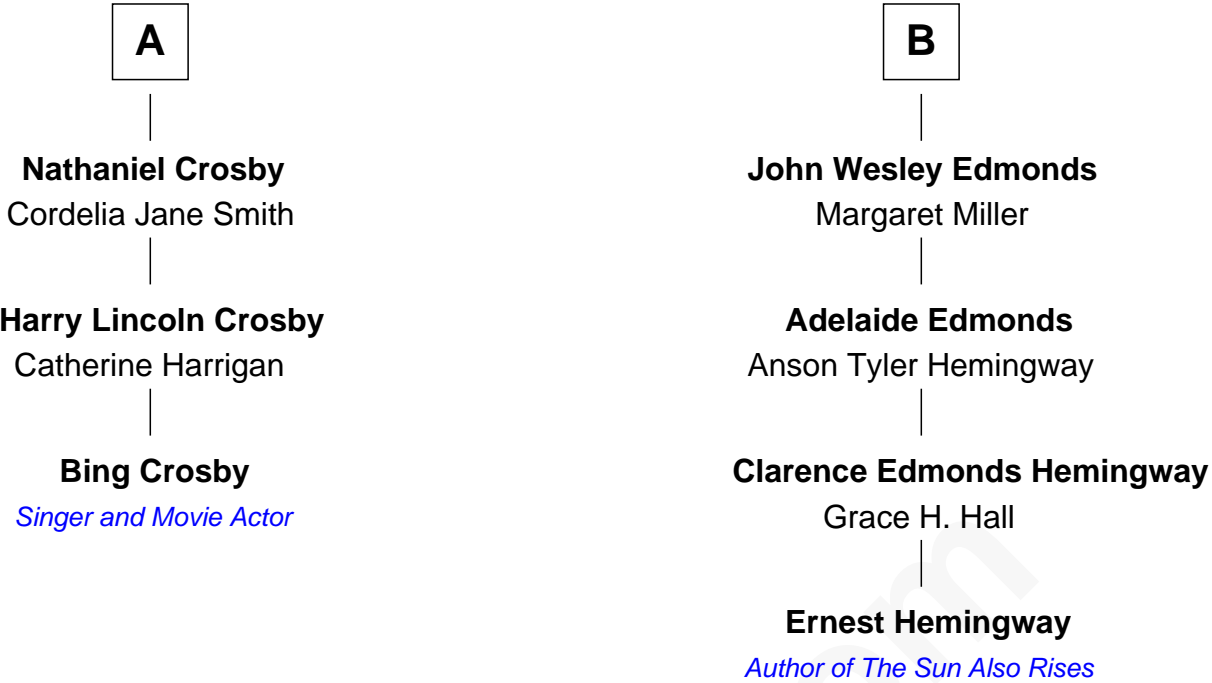 A
Nathaniel Crosby
Cordelia Jane Smith
Harry Lincoln Crosby
Catherine Harrigan
Bing Crosby
Singer and Movie Actor
B
John Wesley Edmonds
Margaret Miller
Adelaide Edmonds
Anson Tyler Hemingway
Clarence Edmonds Hemingway
Grace H. Hall
Ernest Hemingway
Author of The Sun Also Rises